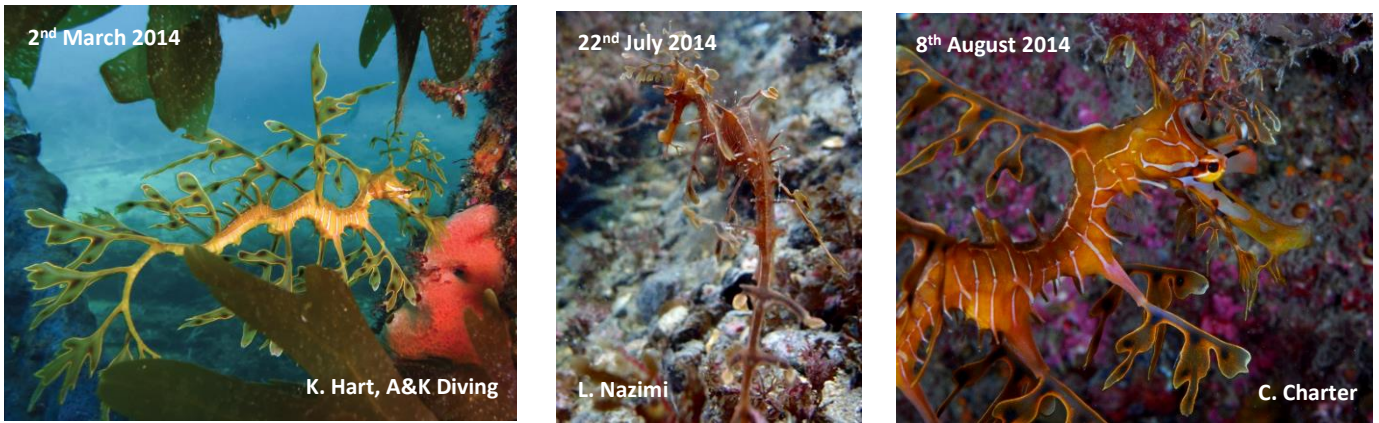 2nd March 2014
K. Hart, A&K Diving
22nd July 2014
L. Nazimi
8th August 2014
C. Charter